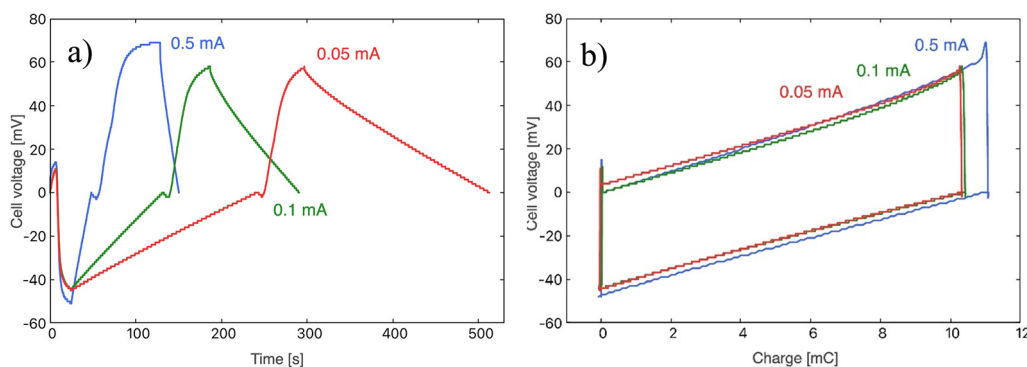 a)
Cell voltage [mV]
80
60
40
20
0
-20
-40
-60
0.5 mA
0.05 mA
0.1 mA
0 100 200 300 400 500
Time [s]
b)
Cell voltage [mV]
80
60
40
20
0
-20
-40
-60
0.5 mA
0.1 mA
0.05 mA
0 2 4 6 8 10 12
Charge [mC]